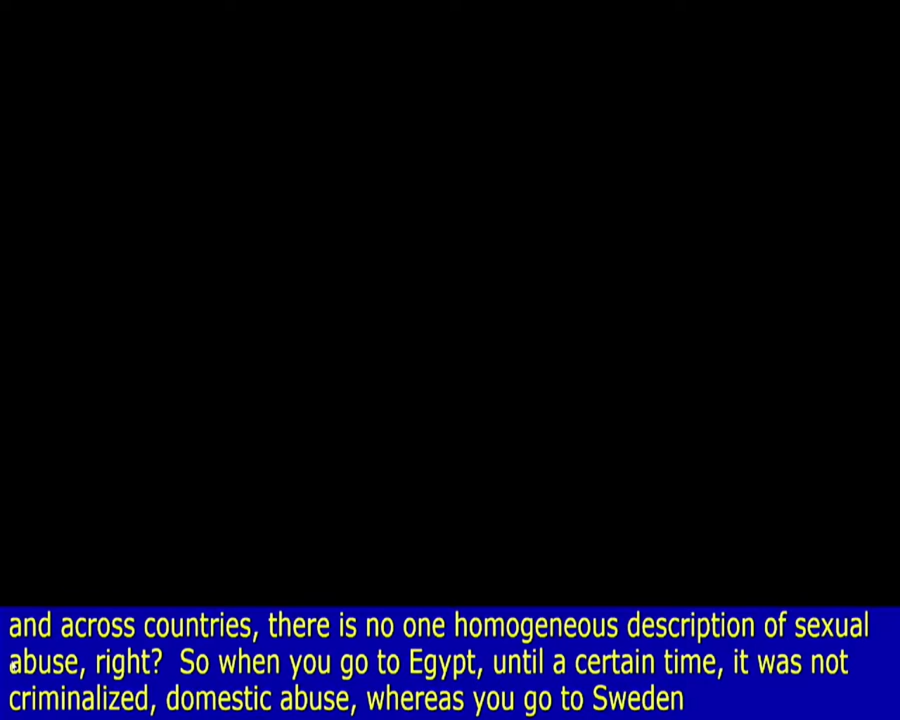 and across countries, there is no one homogeneous description of sexual
abuse, right?  So when you go to Egypt, until a certain time, it was not
criminalized, domestic abuse, whereas you go to Sweden